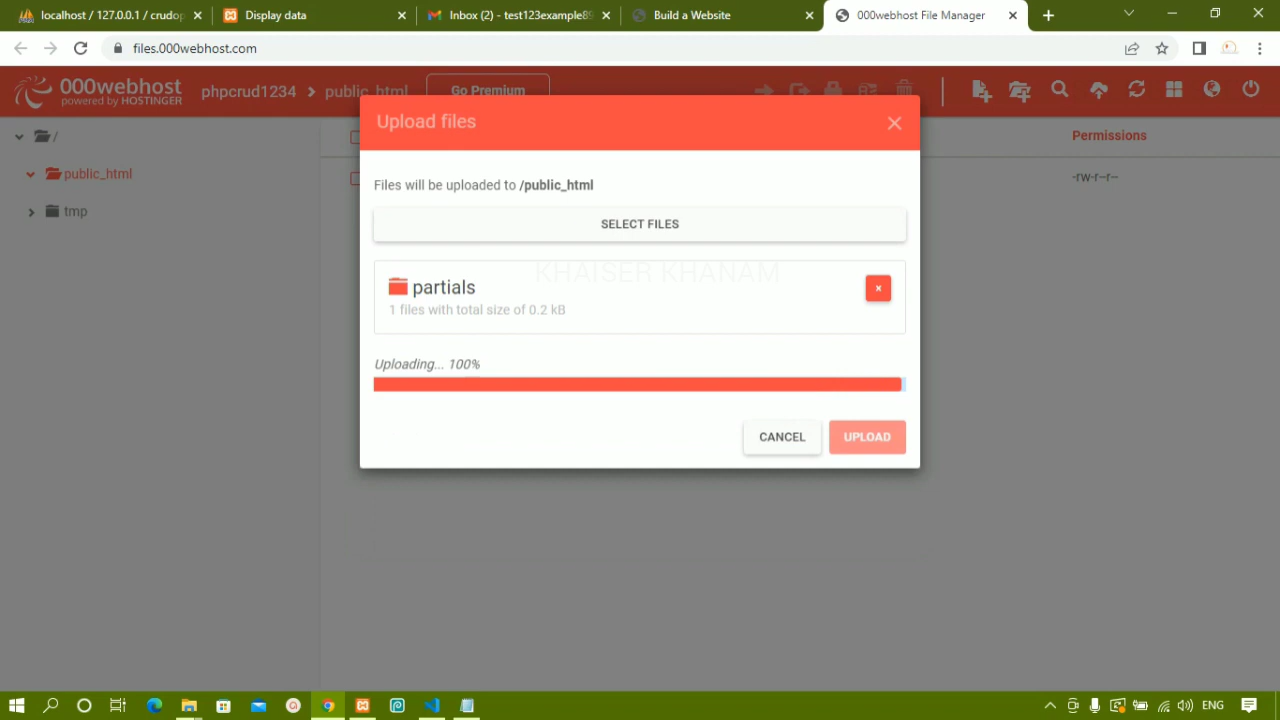 localhost / 127.0.0.1 / crudop
Display data
Inbox (2) - test123example89
Build a Website
000webhost File Manager
files.000webhost.com
000webhost
powered by HOSTINGER
phpcrud1234 > public_html
Go Premium
Upload files
/
Permissions
public_html
-rw-r--r--
tmp
Files will be uploaded to /public_html
SELECT FILES
KHAISER KHANAM
partials
1 files with total size of 0.2 kB
Uploading... 100%
CANCEL
UPLOAD
ENG